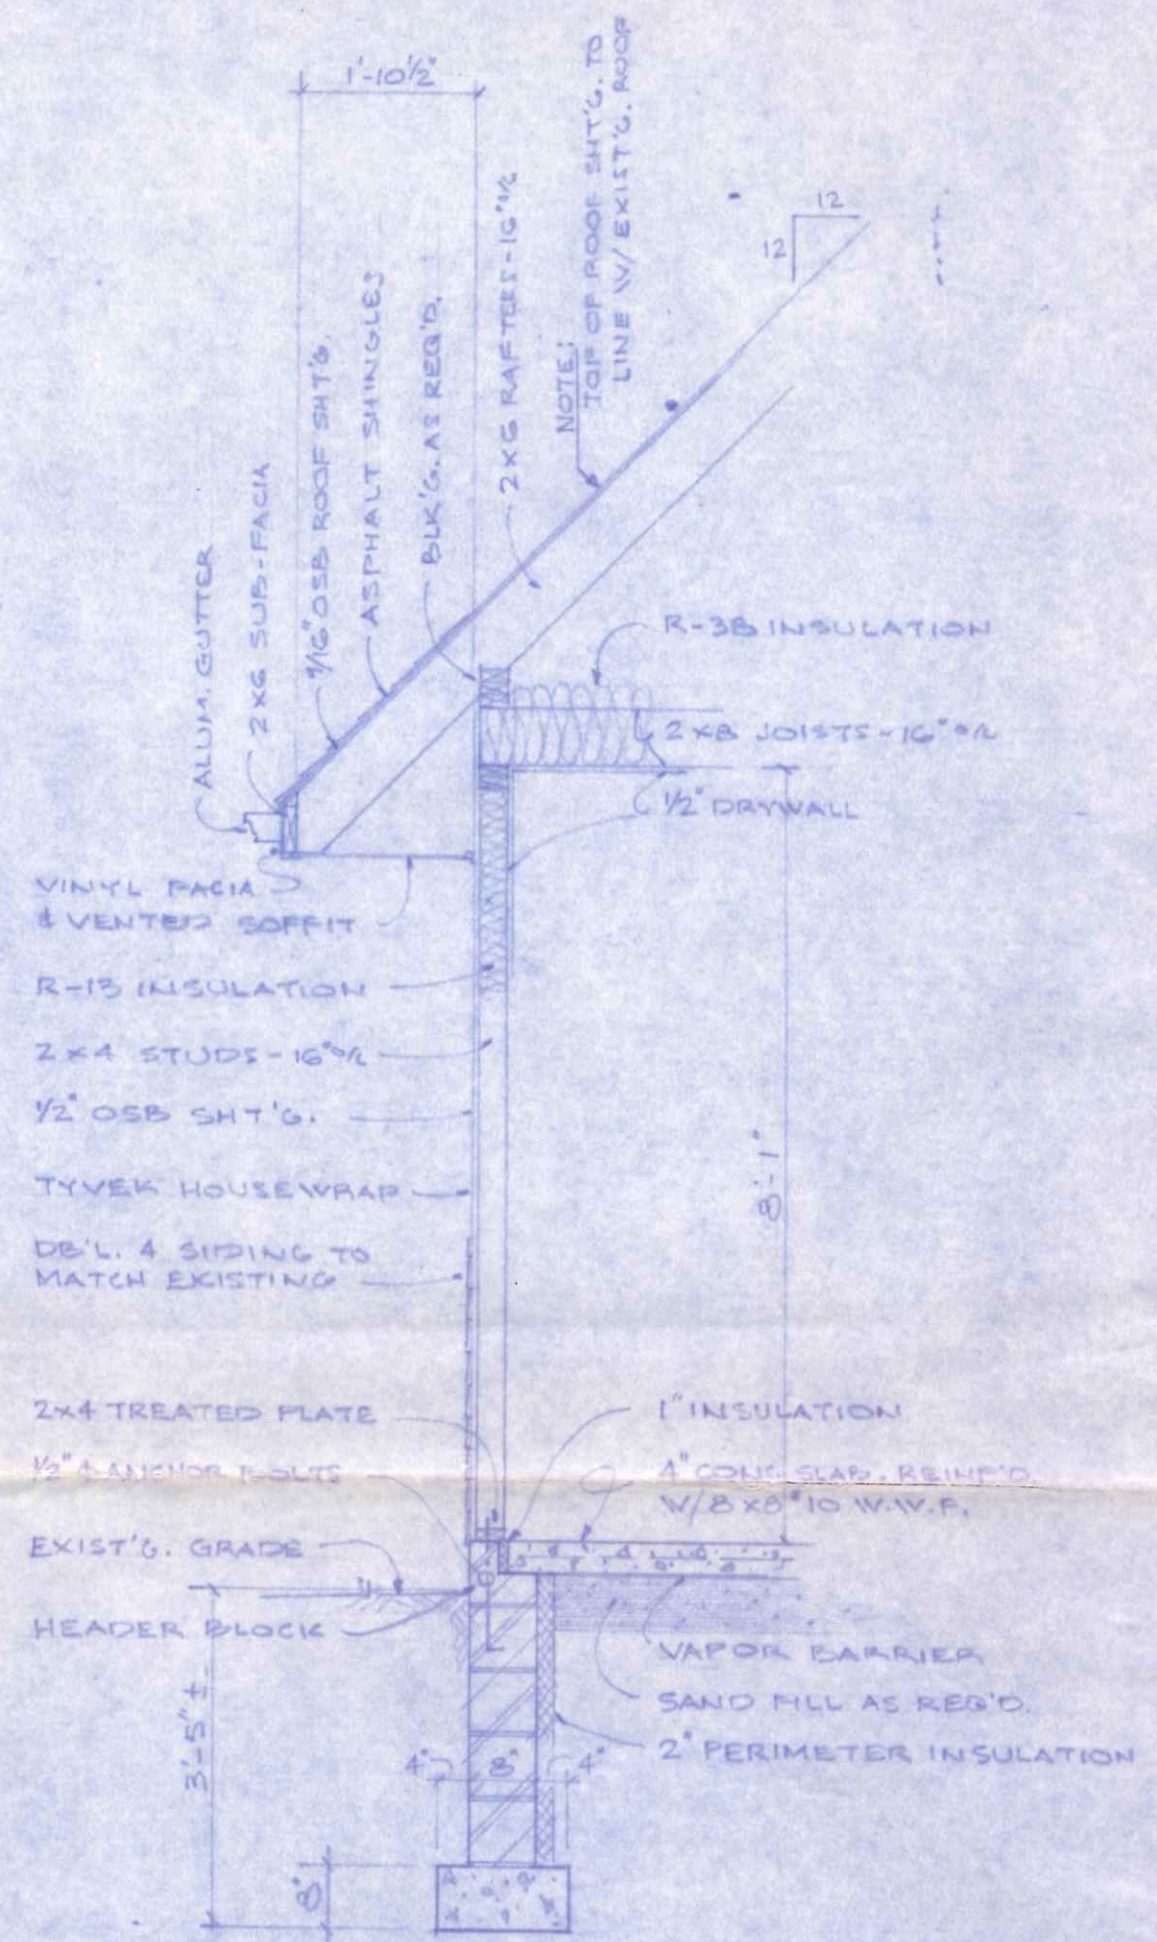 1'-10½"
NOTE:
TOP OF ROOF SHT'G. TO
LINE W/ EXIST'G. ROOF
12
12
2X6 RAFTERS-16"O/C
BLK'G. AS REQ'D.
ASPHALT SHINGLES
7/16" OSB ROOF SHT'G.
2X6 SUB-FACIA
ALUM. GUTTER
R-38 INSULATION
2X8 JOISTS-16"O/C
½" DRYWALL
VINYL FACIA
& VENTED SOFFIT
R-13 INSULATION
2X4 STUDS-16"O/C
½" OSB SHT'G.
TYVEK HOUSEWRAP
DB'L. 4 SIDING TO
MATCH EXISTING
8'-1"
2X4 TREATED PLATE
½" ANCHOR BOLTS
EXIST'G. GRADE
HEADER BLOCK
1" INSULATION
4" CONC. SLAB. REINF'D.
W/ 8X8 #10 W.W.F.
VAPOR BARRIER
SAND FILL AS REQ'D.
2" PERIMETER INSULATION
3'-5"±
4" 8" 4"
8"